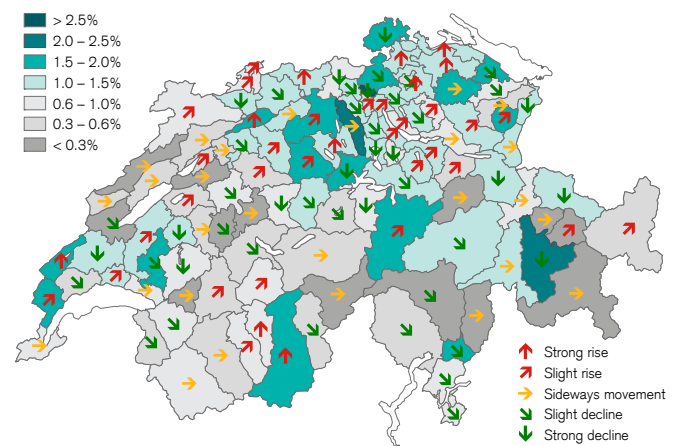 > 2.5%
2.0 – 2.5%
1.5 – 2.0%
1.0 – 1.5%
0.6 – 1.0%
0.3 – 0.6%
< 0.3%
Strong rise
Slight rise
Sideways movement
Slight decline
Strong decline